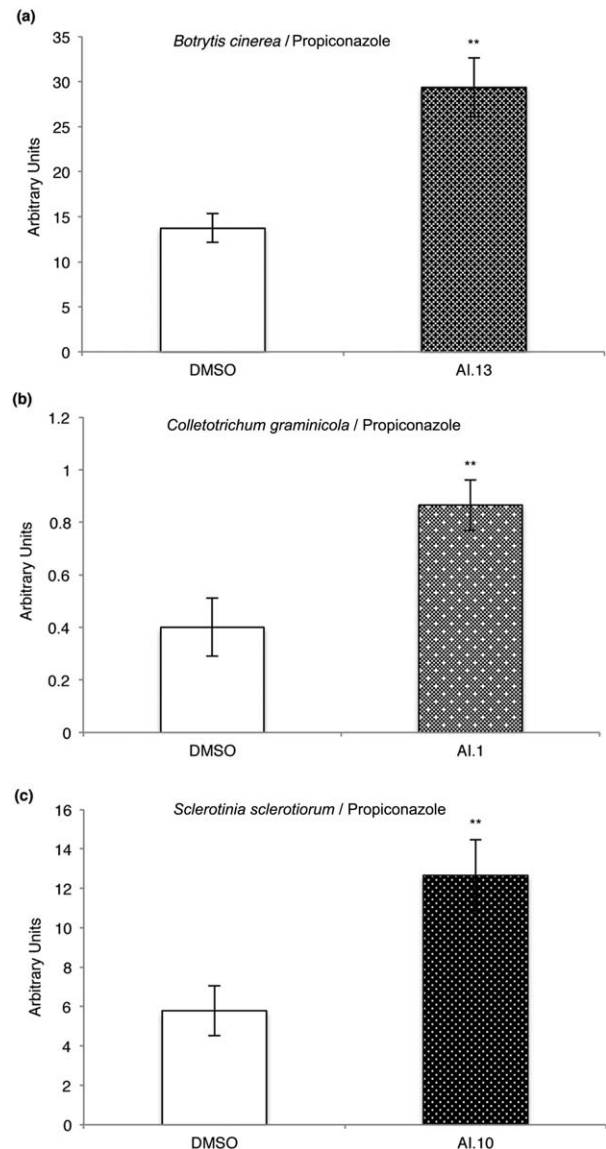 (a)
Botrytis cinerea / Propiconazole
**
35
30
25
20
15
10
5
0
Arbitrary Units
DMSO AI.13
(b)
Colletotrichum graminicola / Propiconazole
**
1.2
1
0.8
0.6
0.4
0.2
0
Arbitrary Units
DMSO AI.1
(c)
Sclerotinia sclerotiorum / Propiconazole
**
16
14
12
10
8
6
4
2
0
Arbitrary Units
DMSO AI.10